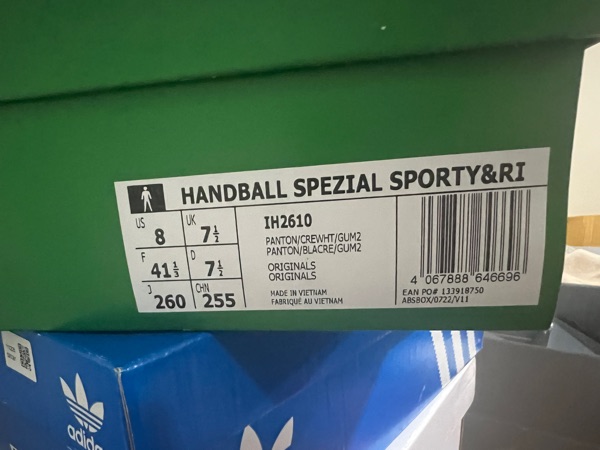 HANDBALL SPEZIAL SPORTY&RI
US 8 UK 7½
F 41⅓ D 7½
J 260 CHN 255
IH2610
PANTON/CREWHT/GUM2
PANTON/BLACRE/GUM2
ORIGINALS
ORIGINALS
MADE IN VIETNAM
FABRIQUÉ AU VIETNAM
4 067888 646696
EAN PO# 133918750
ABSBOX/0722/V11
adidas